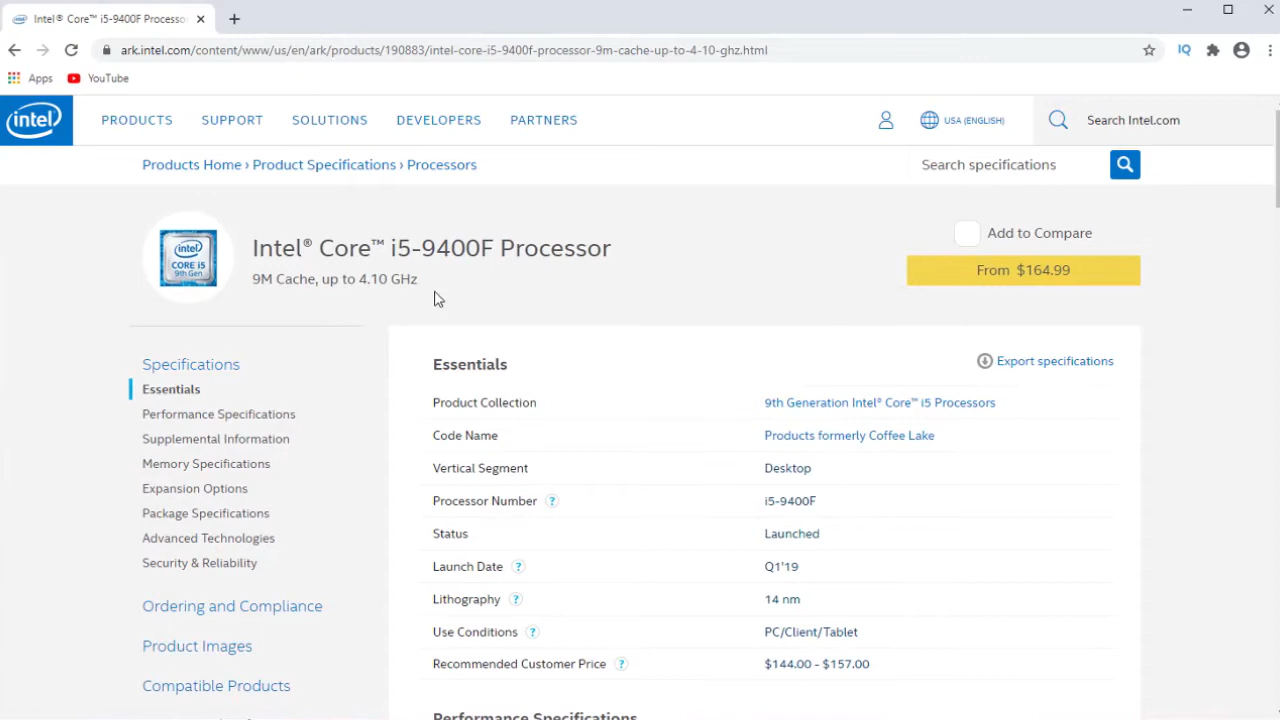 Intel® Core™ i5-9400F Processor
ark.intel.com/content/www/us/en/ark/products/190883/intel-core-i5-9400f-processor-9m-cache-up-to-4-10-ghz.html
IQ
Apps YouTube
intel PRODUCTS SUPPORT SOLUTIONS DEVELOPERS PARTNERS USA (ENGLISH) Search Intel.com
Products Home › Product Specifications › Processors Search specifications
intel
CORE i5
9th Gen
Intel® Core™ i5-9400F Processor
9M Cache, up to 4.10 GHz
Add to Compare
From $164.99
Specifications
Essentials
Performance Specifications
Supplemental Information
Memory Specifications
Expansion Options
Package Specifications
Advanced Technologies
Security & Reliability
Ordering and Compliance
Product Images
Compatible Products
Essentials Export specifications
Product Collection 9th Generation Intel® Core™ i5 Processors
Code Name Products formerly Coffee Lake
Vertical Segment Desktop
Processor Number ? i5-9400F
Status Launched
Launch Date ? Q1'19
Lithography ? 14 nm
Use Conditions ? PC/Client/Tablet
Recommended Customer Price ? $144.00 - $157.00
Performance Specifications